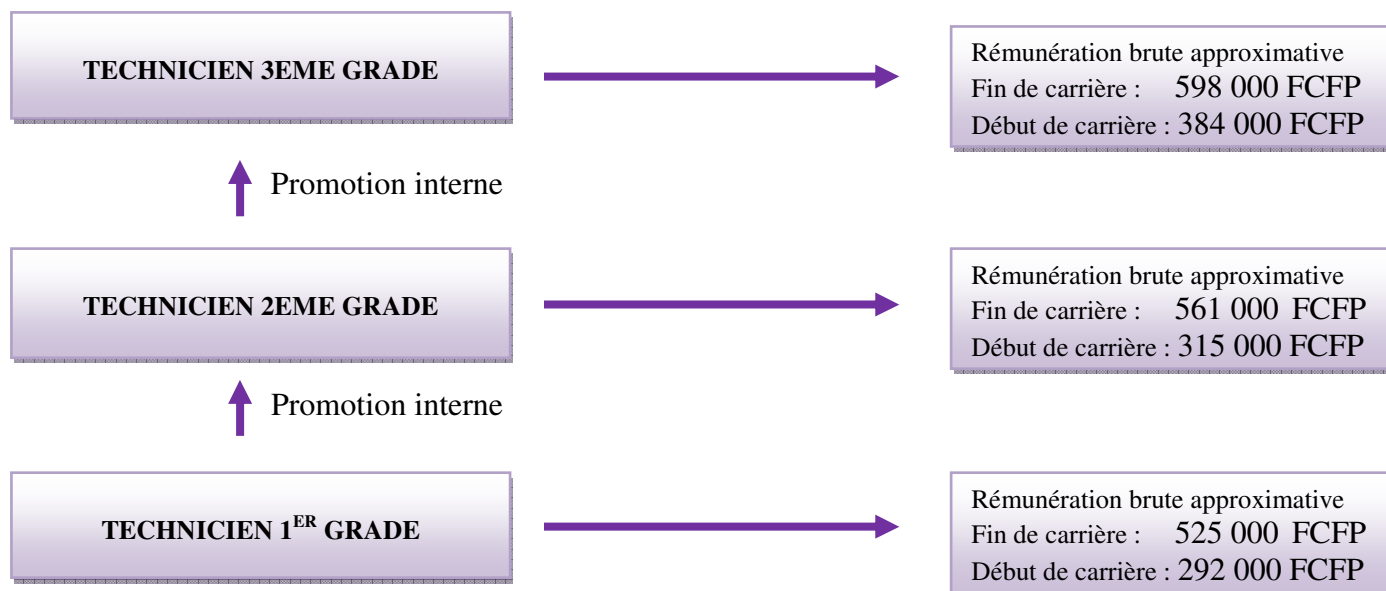 TECHNICIEN 3EME GRADE
Rémunération brute approximative
Fin de carrière : 598 000 FCFP
Début de carrière : 384 000 FCFP
Promotion interne
TECHNICIEN 2EME GRADE
Rémunération brute approximative
Fin de carrière : 561 000 FCFP
Début de carrière : 315 000 FCFP
Promotion interne
TECHNICIEN 1ER GRADE
Rémunération brute approximative
Fin de carrière : 525 000 FCFP
Début de carrière : 292 000 FCFP